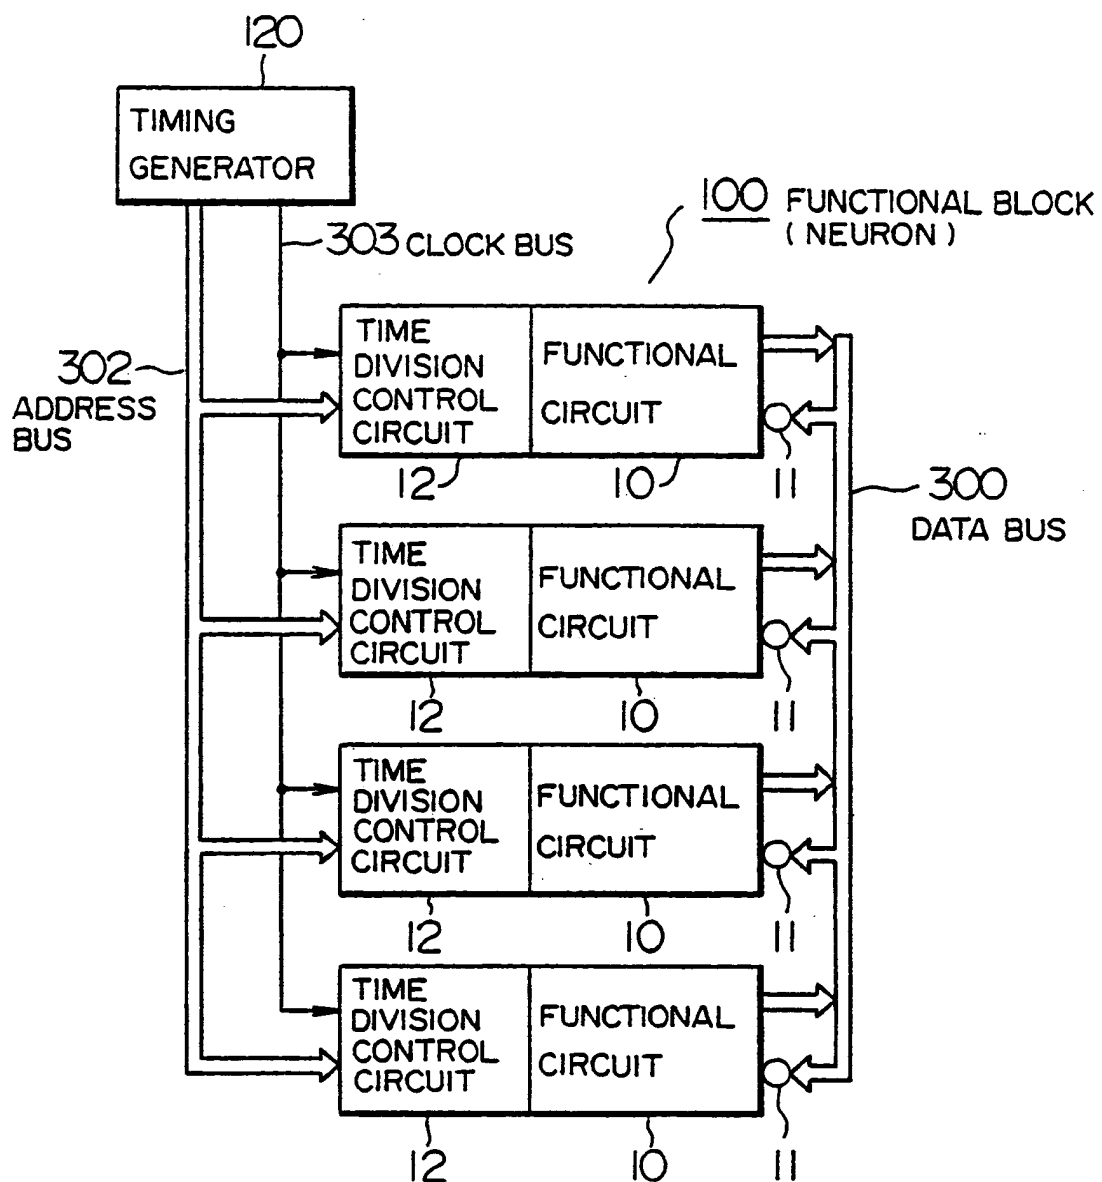 120
TIMING
GENERATOR
100 FUNCTIONAL BLOCK
( NEURON )
303 CLOCK BUS
302
ADDRESS
BUS
TIME
DIVISION
CONTROL
CIRCUIT
FUNCTIONAL
CIRCUIT
12
10
11
300
DATA BUS
TIME
DIVISION
CONTROL
CIRCUIT
FUNCTIONAL
CIRCUIT
12
10
11
TIME
DIVISION
CONTROL
CIRCUIT
FUNCTIONAL
CIRCUIT
12
10
11
TIME
DIVISION
CONTROL
CIRCUIT
FUNCTIONAL
CIRCUIT
12
10
11